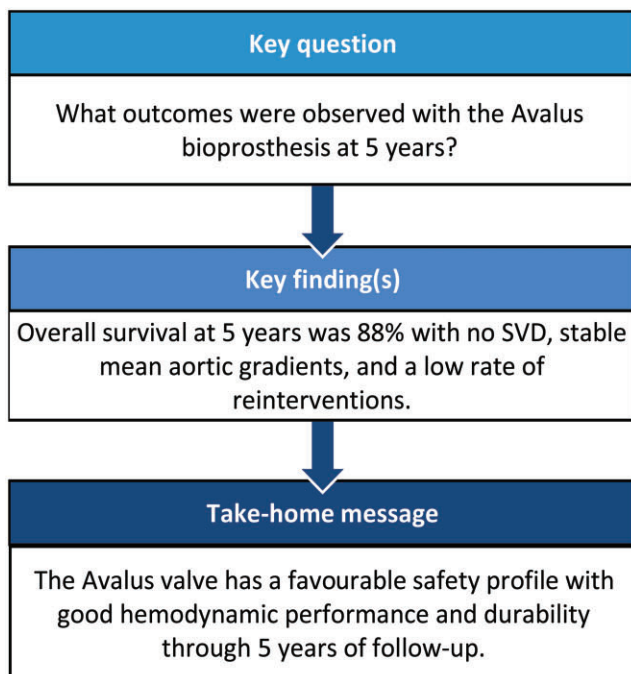 Key question
What outcomes were observed with the Avalus
bioprosthesis at 5 years?
Key finding(s)
Overall survival at 5 years was 88% with no SVD, stable
mean aortic gradients, and a low rate of
reinterventions.
Take-home message
The Avalus valve has a favourable safety profile with
good hemodynamic performance and durability
through 5 years of follow-up.